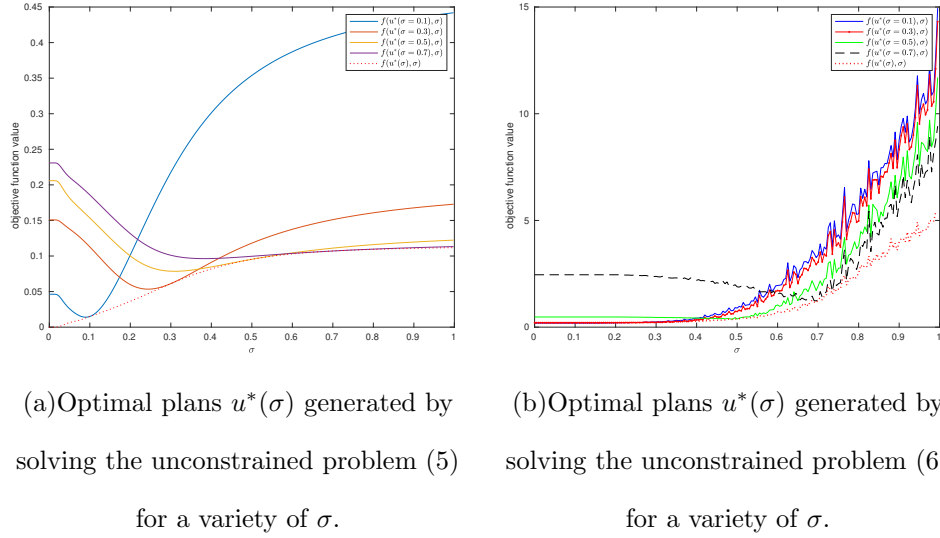 0.45
0.4
0.35
0.3
0.25
0.2
0.15
0.1
0.05
0
objective function value
0 0.1 0.2 0.3 0.4 0.5 0.6 0.7 0.8 0.9 1
σ
f(u*(σ = 0.1), σ)
f(u*(σ = 0.3), σ)
f(u*(σ = 0.5), σ)
f(u*(σ = 0.7), σ)
f(u*(σ), σ)
15
10
5
0
objective function value
0 0.1 0.2 0.3 0.4 0.5 0.6 0.7 0.8 0.9 1
σ
f(u*(σ = 0.1), σ)
f(u*(σ = 0.3), σ)
f(u*(σ = 0.5), σ)
f(u*(σ = 0.7), σ)
f(u*(σ), σ)
(a)Optimal plans u*(σ) generated by
solving the unconstrained problem (5)
for a variety of σ.
(b)Optimal plans u*(σ) generated by
solving the unconstrained problem (6
for a variety of σ.